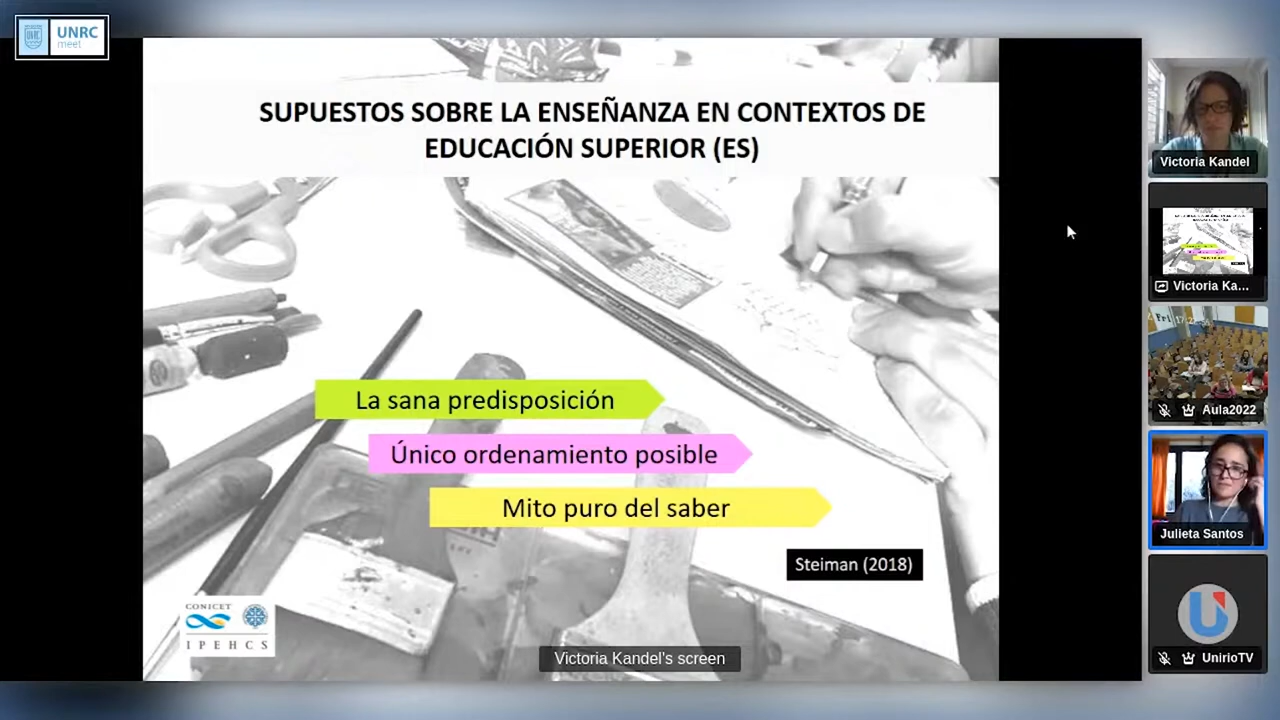 UNRC
meet
SUPUESTOS SOBRE LA ENSEÑANZA EN CONTEXTOS DE
EDUCACIÓN SUPERIOR (ES)
La sana predisposición
Único ordenamiento posible
Mito puro del saber
Steiman (2018)
CONICET
IPEHCS
Victoria Kandel's screen
Victoria Kandel
Victoria Ka...
Aula2022
Julieta Santos
UnirioTV